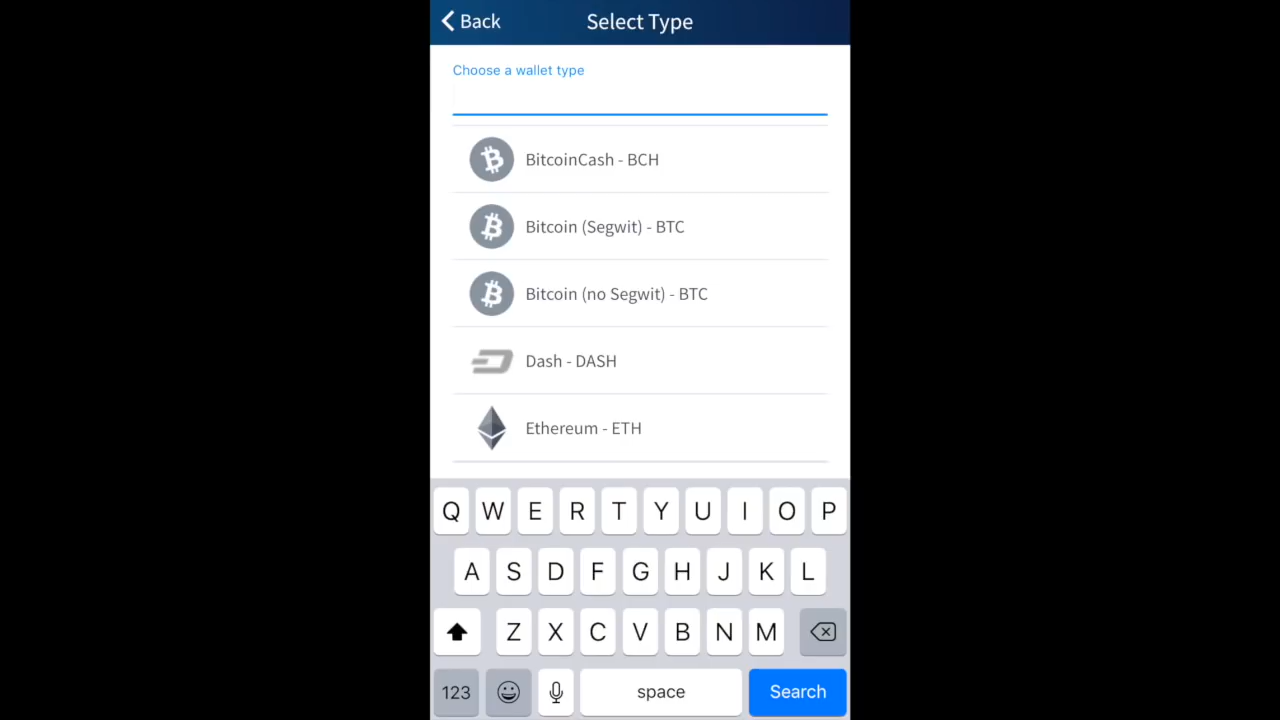 Back
Select Type
Choose a wallet type
BitcoinCash - BCH
Bitcoin (Segwit) - BTC
Bitcoin (no Segwit) - BTC
Dash - DASH
Ethereum - ETH
Q W E R T Y U I O P
A S D F G H J K L
Z X C V B N M
123 space Search